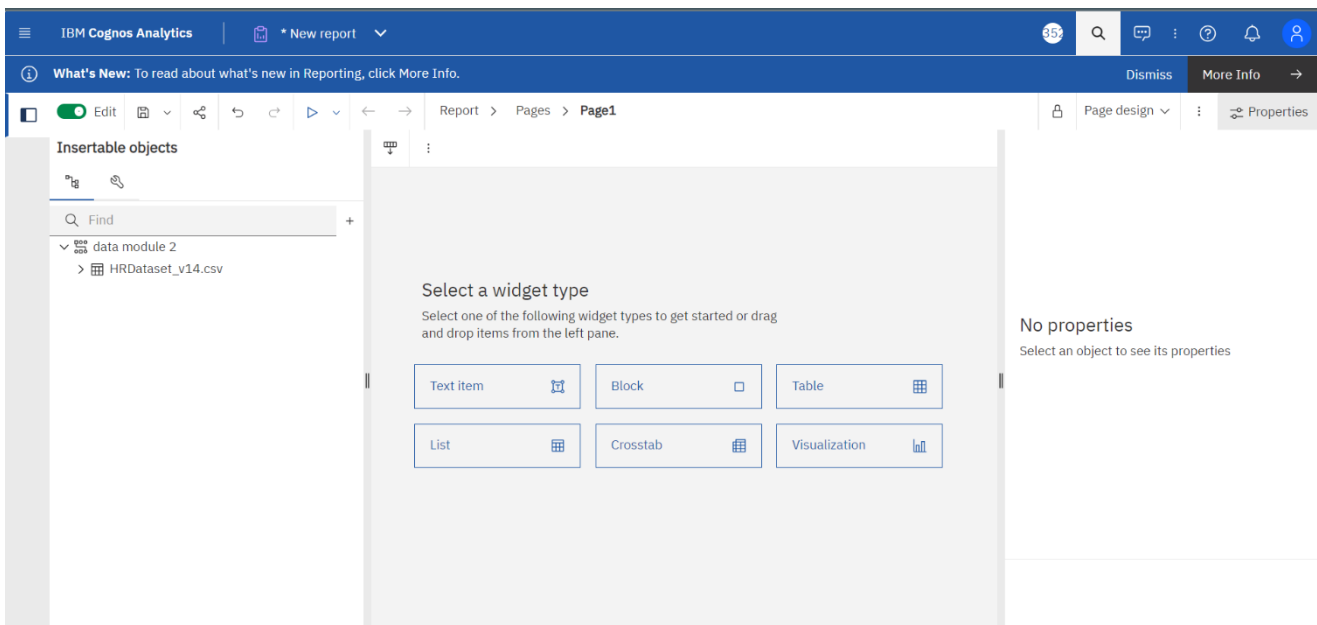 IBM Cognos Analytics
* New report
352
What's New: To read about what's new in Reporting, click More Info.
Dismiss
More Info
Edit
Report > Pages > Page1
Page design
Properties
Insertable objects
Find
data module 2
HRDataset_v14.csv
Select a widget type
Select one of the following widget types to get started or drag
and drop items from the left pane.
Text item
Block
Table
List
Crosstab
Visualization
No properties
Select an object to see its properties